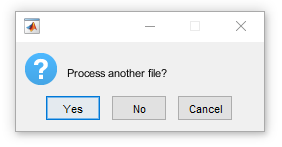 Process another file?
Yes
No
Cancel